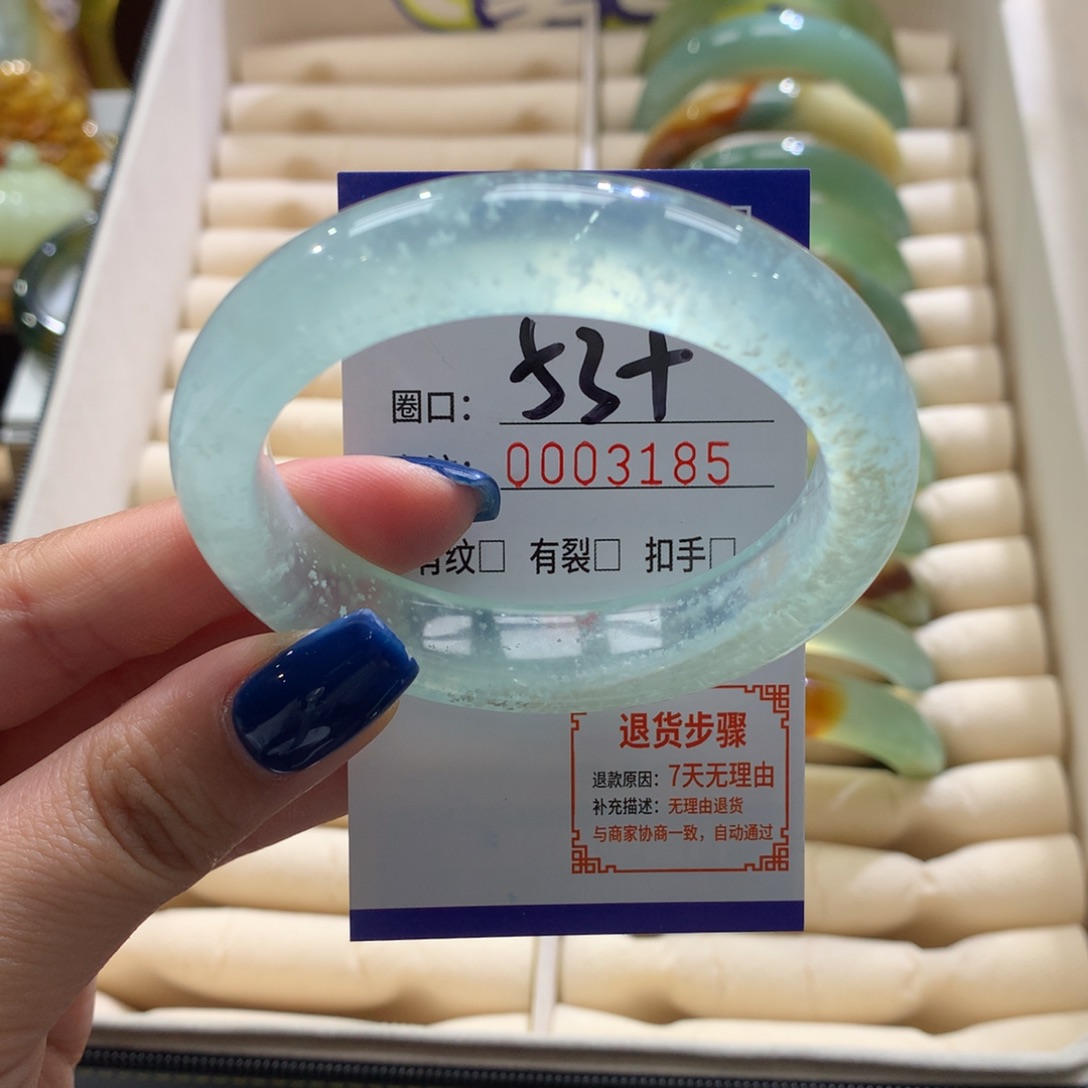 圈口: 53+
0003185
有纹□ 有裂□ 扣手□
退货步骤
退款原因: 7天无理由
补充描述: 无理由退货
与商家协商一致, 自动通过